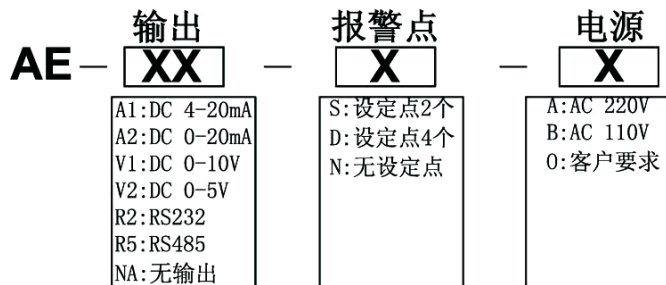 输出 报警点 电源
AE — XX — X — X
A1:DC 4-20mA
A2:DC 0-20mA
V1:DC 0-10V
V2:DC 0-5V
R2:RS232
R5:RS485
NA:无输出
S:设定点2个
D:设定点4个
N:无设定点
A:AC 220V
B:AC 110V
O:客户要求